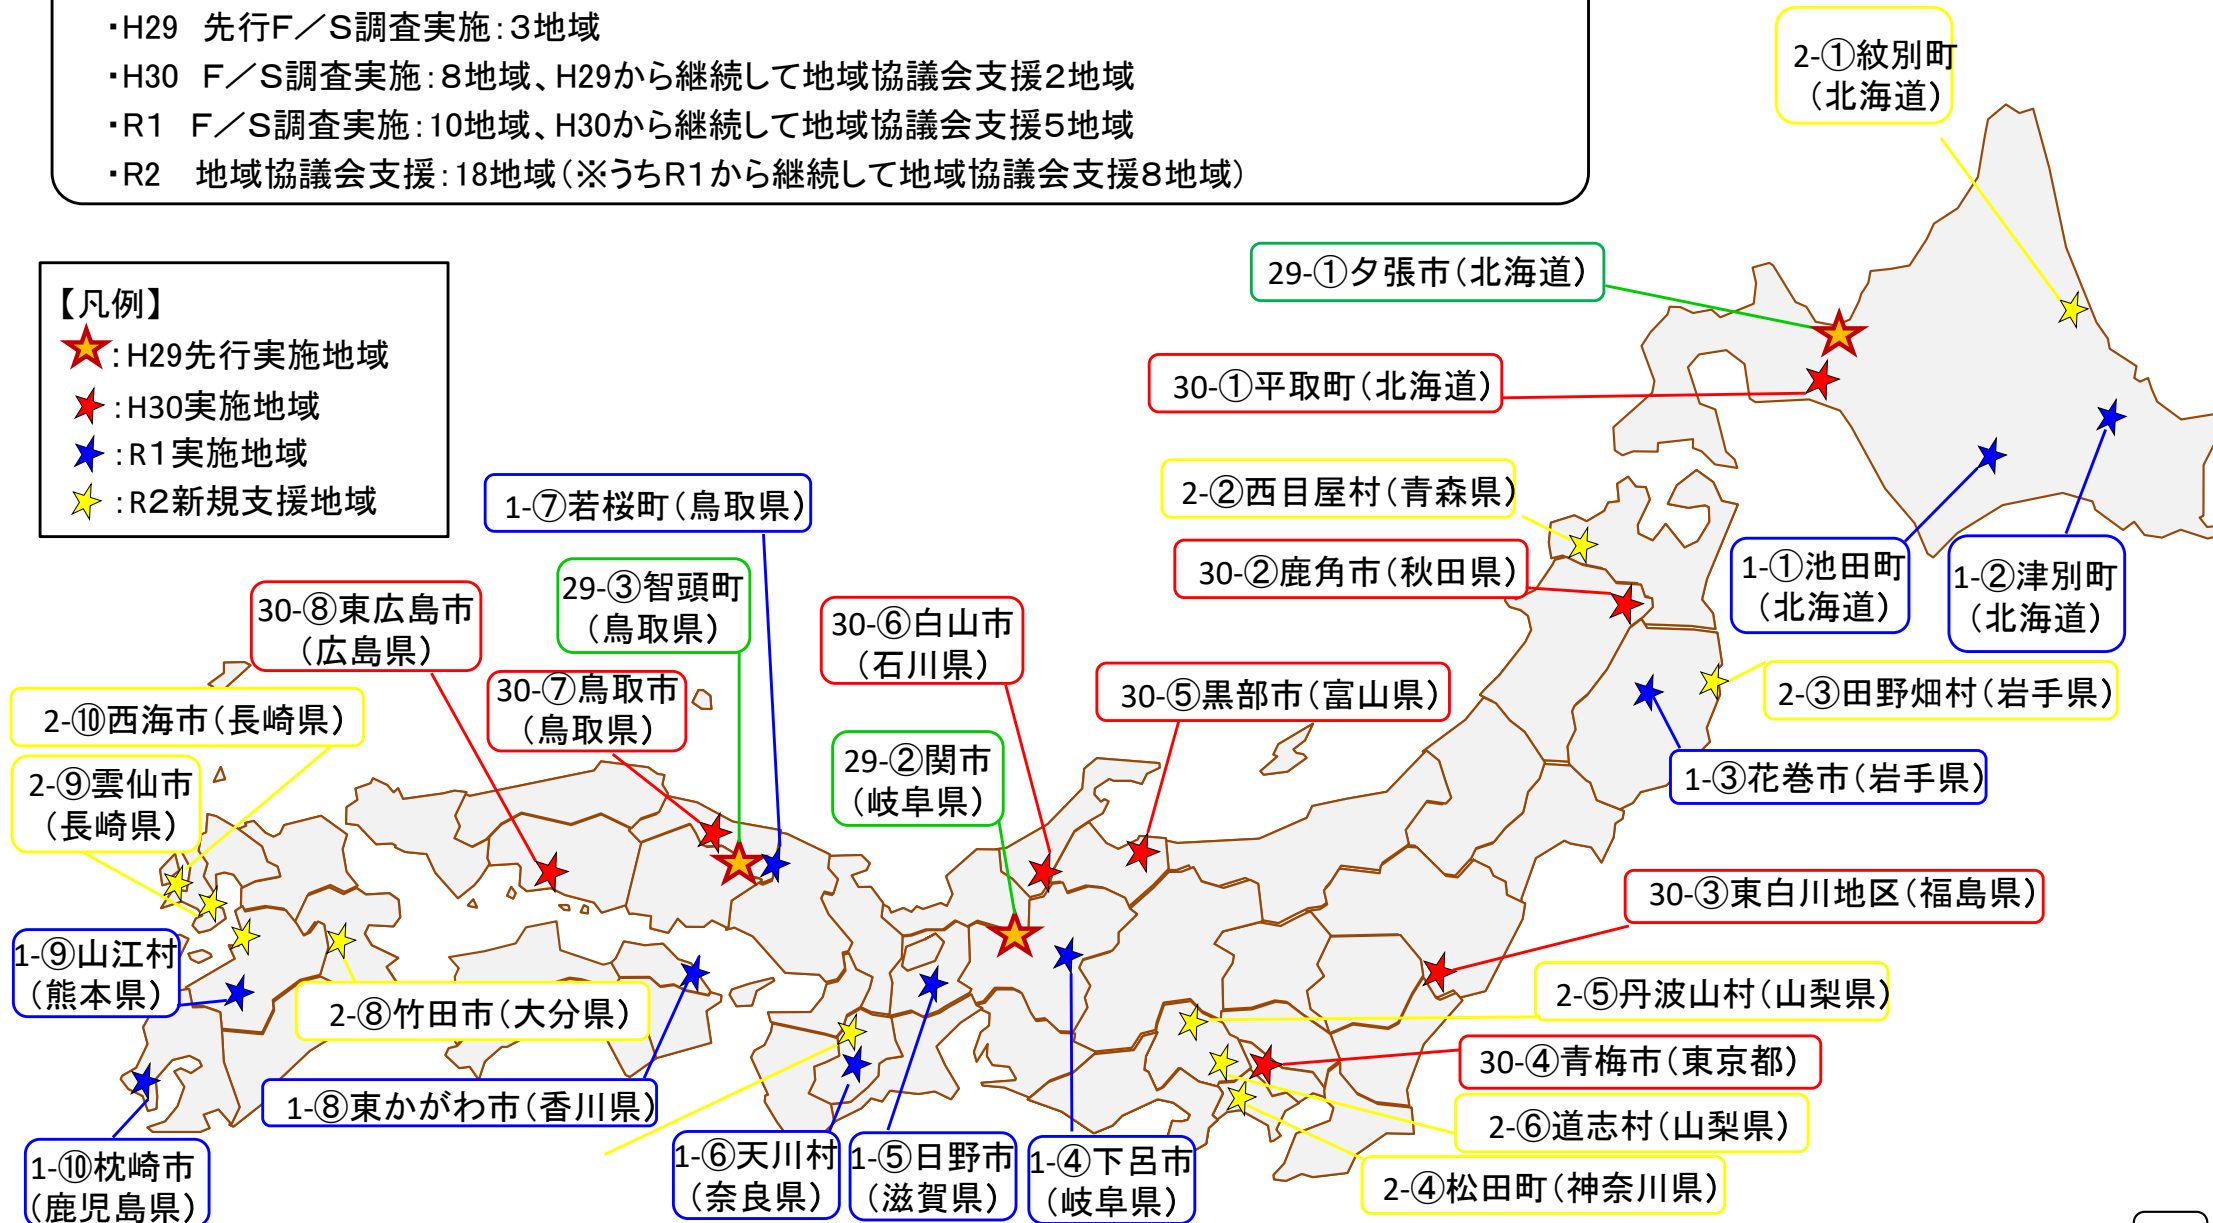 ・H29　先行F／S調査実施：３地域
・H30　F／S調査実施：８地域、H29から継続して地域協議会支援２地域
・R1　F／S調査実施：10地域、H30から継続して地域協議会支援５地域
・R2　地域協議会支援：18地域（※うちR１から継続して地域協議会支援８地域）
【凡例】
：H29先行実施地域
：H30実施地域
：R１実施地域
：R２新規支援地域
2-①紋別町
（北海道）
29-①夕張市（北海道）
30-①平取町（北海道）
2-②西目屋村（青森県）
30-②鹿角市（秋田県）
1-①池田町
（北海道）
1-②津別町
（北海道）
1-⑦若桜町（鳥取県）
29-③智頭町
（鳥取県）
30-⑧東広島市
（広島県）
30-⑥白山市
（石川県）
30-⑦鳥取市
（鳥取県）
30-⑤黒部市（富山県）
2-③田野畑村（岩手県）
2-⑩西海市（長崎県）
29-②関市
（岐阜県）
1-③花巻市（岩手県）
2-⑨雲仙市
（長崎県）
30-③東白川地区（福島県）
1-⑨山江村
（熊本県）
2-⑧竹田市（大分県）
2-⑤丹波山村（山梨県）
30-④青梅市（東京都）
1-⑧東かがわ市（香川県）
2-⑥道志村（山梨県）
1-⑩枕崎市
（鹿児島県）
1-⑥天川村
（奈良県）
1-⑤日野市
（滋賀県）
1-④下呂市
（岐阜県）
2-④松田町（神奈川県）